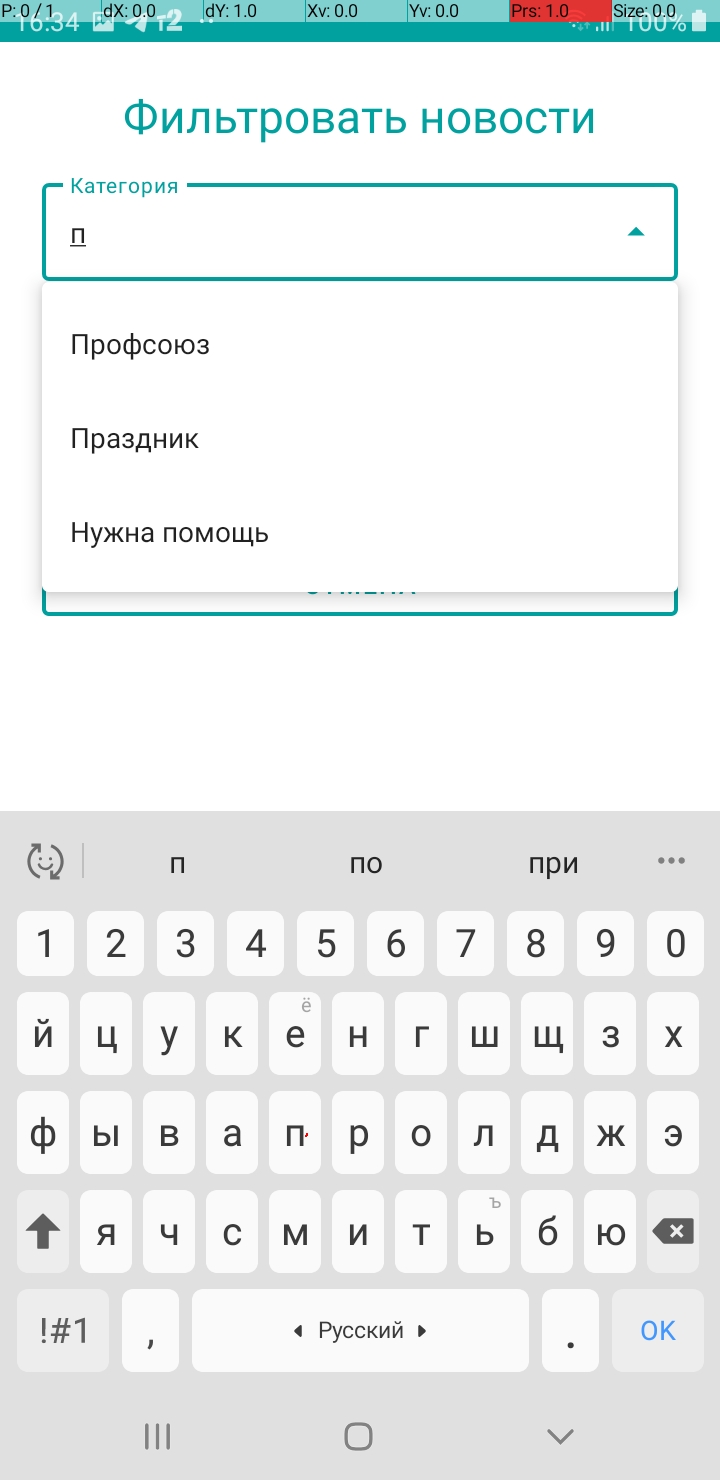 P: 0 / 1 dX: 0.0 dY: 1.0 Xv: 0.0 Yv: 0.0 Prs: 1.0 Size: 0.0
16:34 т2 100%
Фильтровать новости
Категория
п
Профсоюз
Праздник
Нужна помощь
ОТМЕНА
п по при
1 2 3 4 5 6 7 8 9 0
й ц у к е ё н г ш щ з х
ф ы в а п р о л д ж э
я ч с м и т ь ъ б ю
!#1 , Русский . OK